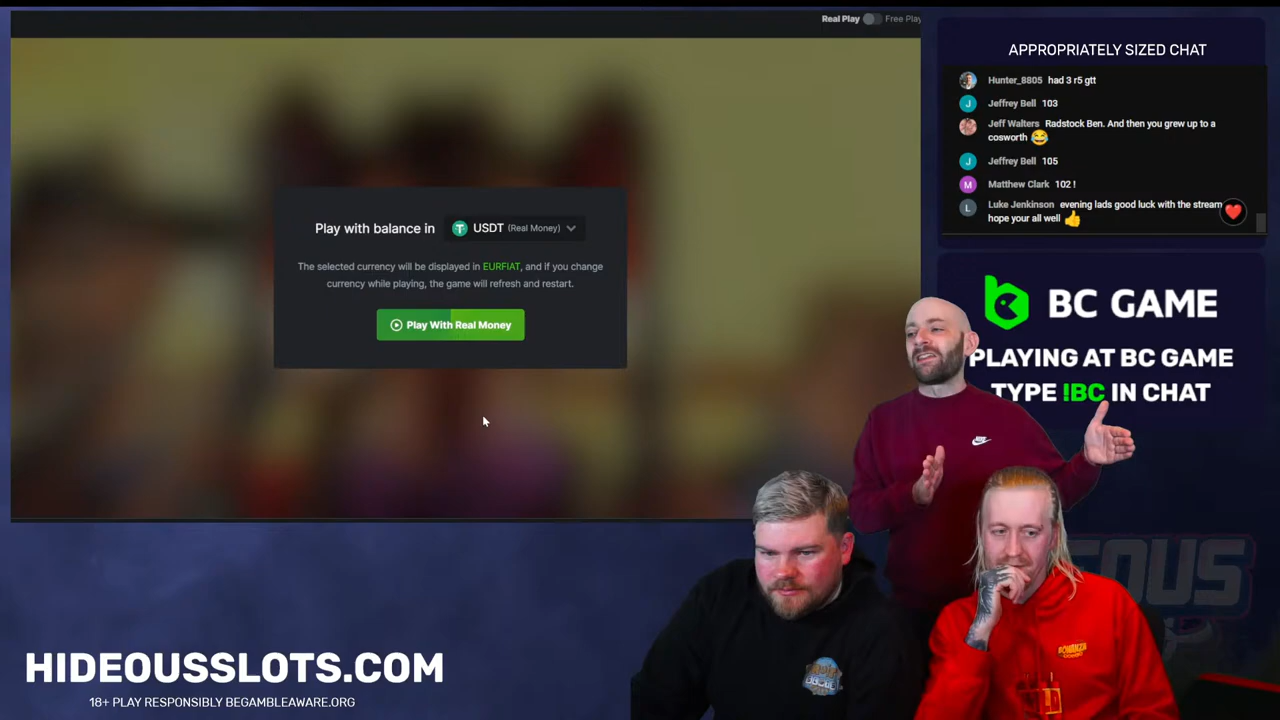 Real Play Free Play
APPROPRIATELY SIZED CHAT
Hunter_8805 had 3 r5 gtt
Jeffrey Bell 103
Jeff Walters Radstock Ben. And then you grew up to a
cosworth 😂
Jeffrey Bell 105
M Matthew Clark 102 !
L Luke Jenkinson evening lads good luck with the stream
hope your all well 👍
Play with balance in USDT (Real Money)
The selected currency will be displayed in EURFIAT, and if you change
currency while playing, the game will refresh and restart.
Play With Real Money
BC GAME
PLAYING AT BC GAME
TYPE !BC IN CHAT
BONANZA
HIDEOUSSLOTS.COM
18+ PLAY RESPONSIBLY BEGAMBLEAWARE.ORG